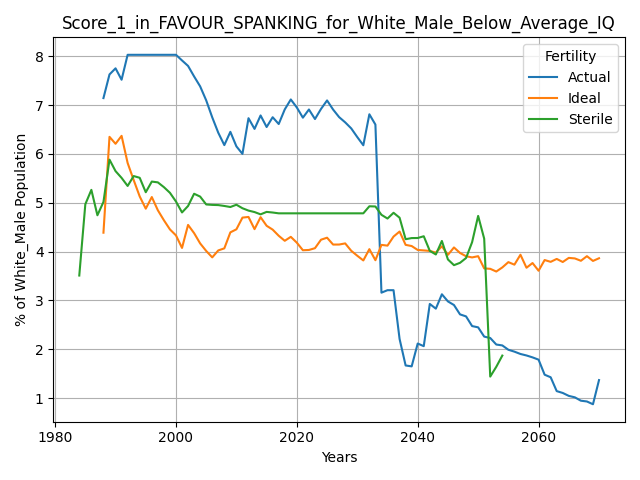 Score_1_in_FAVOUR_SPANKING_for_White_Male_Below_Average_IQ
Fertility
Actual
Ideal
Sterile
% of White_Male Population
8
7
6
5
4
3
2
1
1980 2000 2020 2040 2060
Years